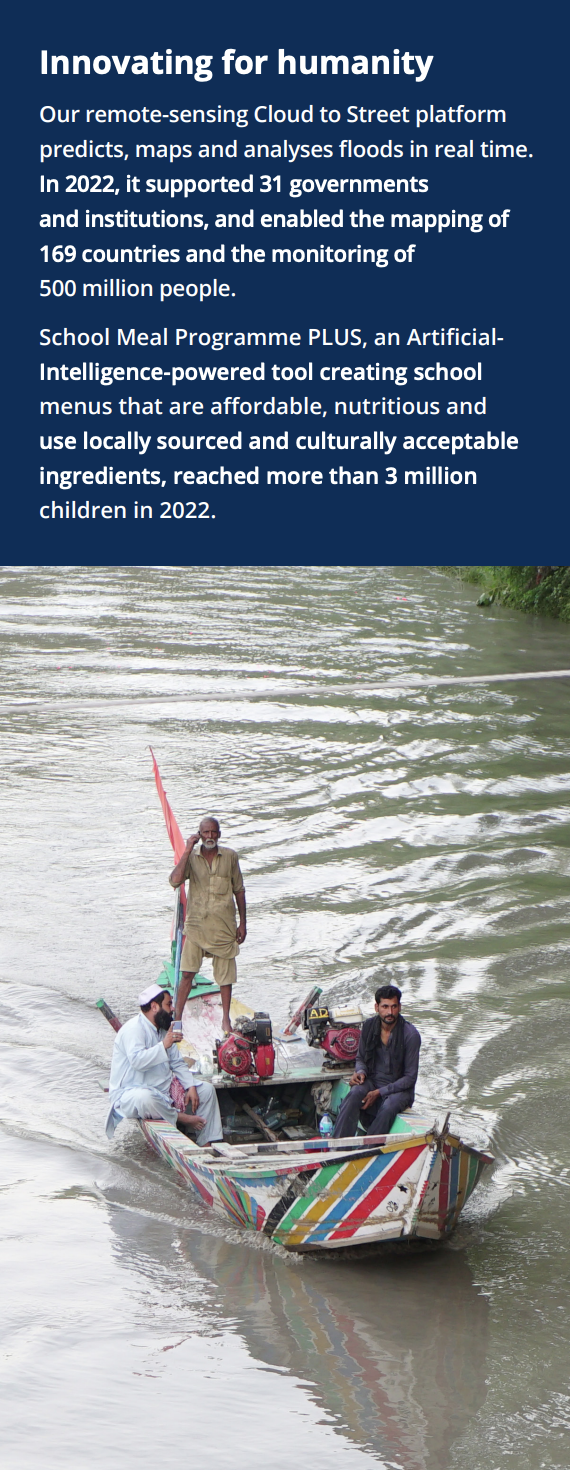 Innovating for humanity
Our remote-sensing Cloud to Street platform
predicts, maps and analyses floods in real time.
In 2022, it supported 31 governments
and institutions, and enabled the mapping of
169 countries and the monitoring of
500 million people.
School Meal Programme PLUS, an Artificial-
Intelligence-powered tool creating school
menus that are affordable, nutritious and
use locally sourced and culturally acceptable
ingredients, reached more than 3 million
children in 2022.
AD